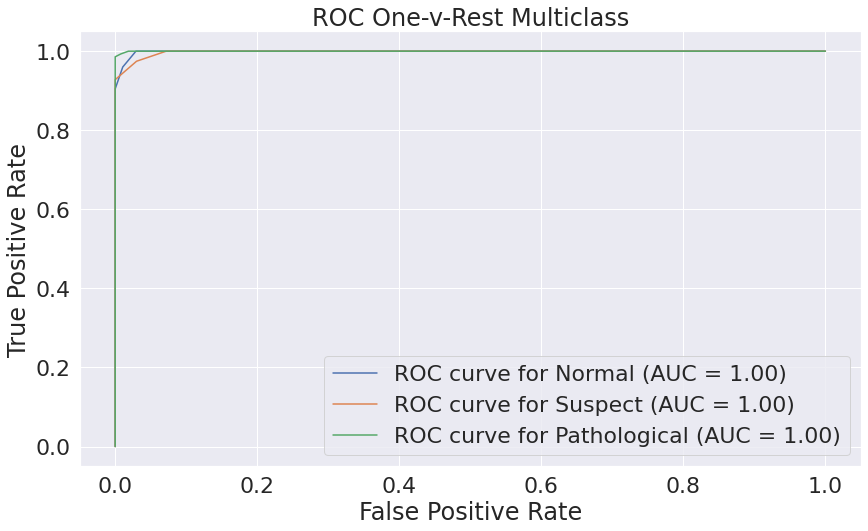 ROC One-v-Rest Multiclass
True Positive Rate
1.0
0.8
0.6
0.4
0.2
0.0
ROC curve for Normal (AUC = 1.00)
ROC curve for Suspect (AUC = 1.00)
ROC curve for Pathological (AUC = 1.00)
0.0 0.2 0.4 0.6 0.8 1.0
False Positive Rate